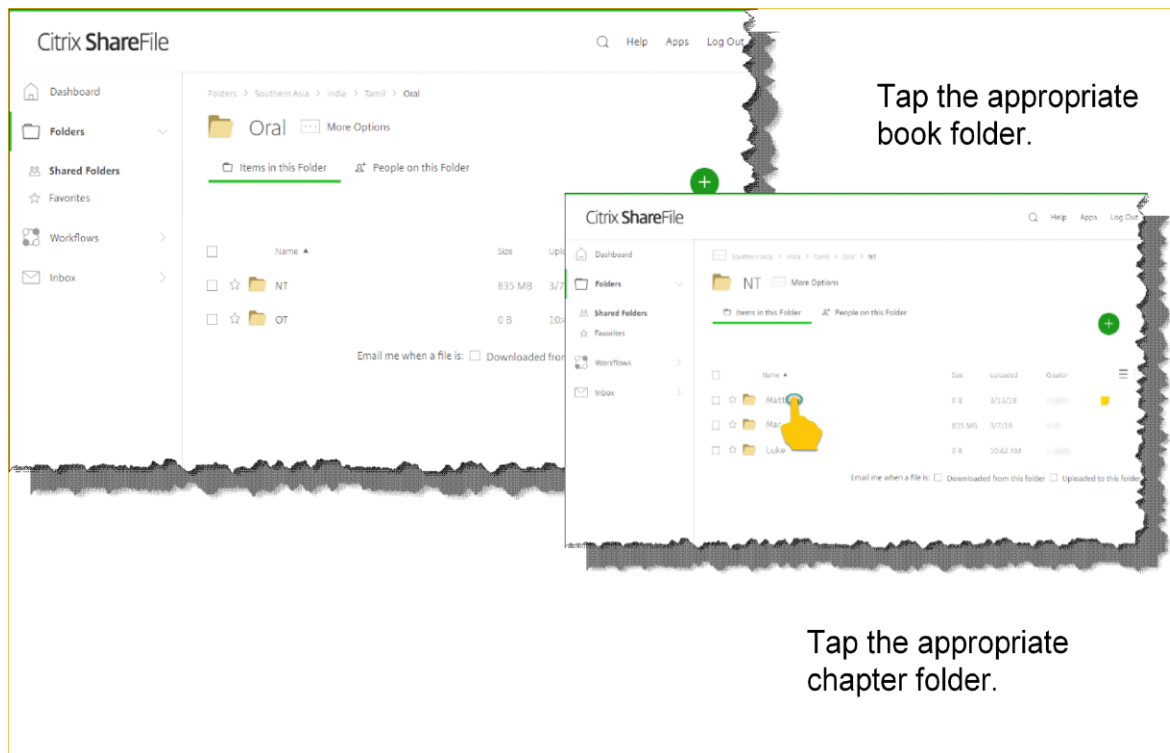 Citrix ShareFile
Help Apps Log Out
Dashboard
Folders
Shared Folders
Favorites
Workflows
Inbox
Folders > Southern Asia > India > Tamil > Oral
Oral More Options
Items in this Folder People on this Folder
Name Size
NT 835 MB
OT 0 B
Email me when a file is: Downloaded from
Tap the appropriate
book folder.
Citrix ShareFile
Help Apps Log Out
Dashboard
Folders
Shared Folders
Favorites
Workflows
Inbox
Southern Asia > India > Tamil > Oral > NT
NT More Options
Items in this Folder People on this Folder
Name Size Uploaded Creator
0 B 3/13/18
835 MB 3/7/18
Luke 0 B 10:42 AM
Email me when a file is: Downloaded from this folder Uploaded to this folder
Tap the appropriate
chapter folder.